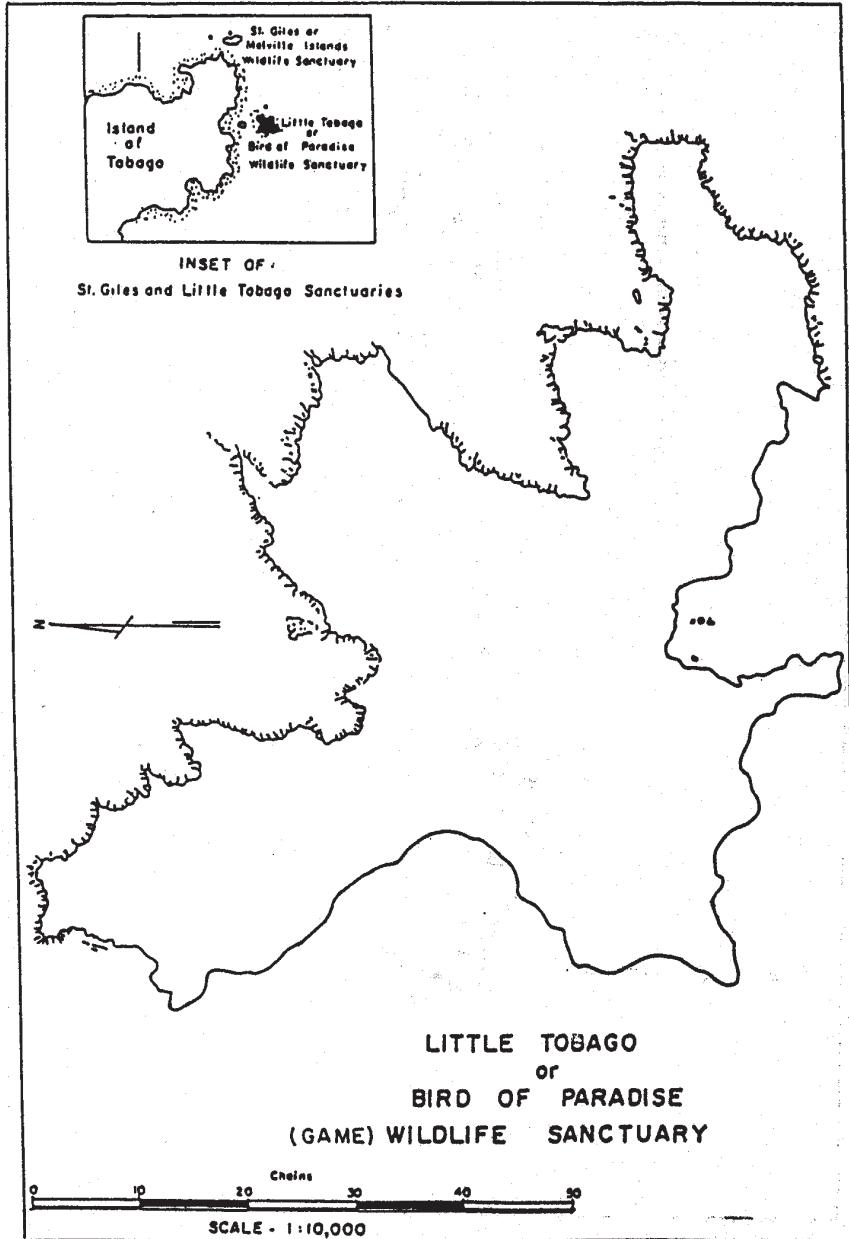 St. Giles or
Melville Islands
Wildlife Sanctuary
Island
of
Tobago
Little Tobago
or
Bird of Paradise
Wildlife Sanctuary
INSET OF
St. Giles and Little Tobago Sanctuaries
N
LITTLE TOBAGO
or
BIRD OF PARADISE
(GAME) WILDLIFE SANCTUARY
Chains
0 10 20 30 40 50
SCALE - 1:10,000